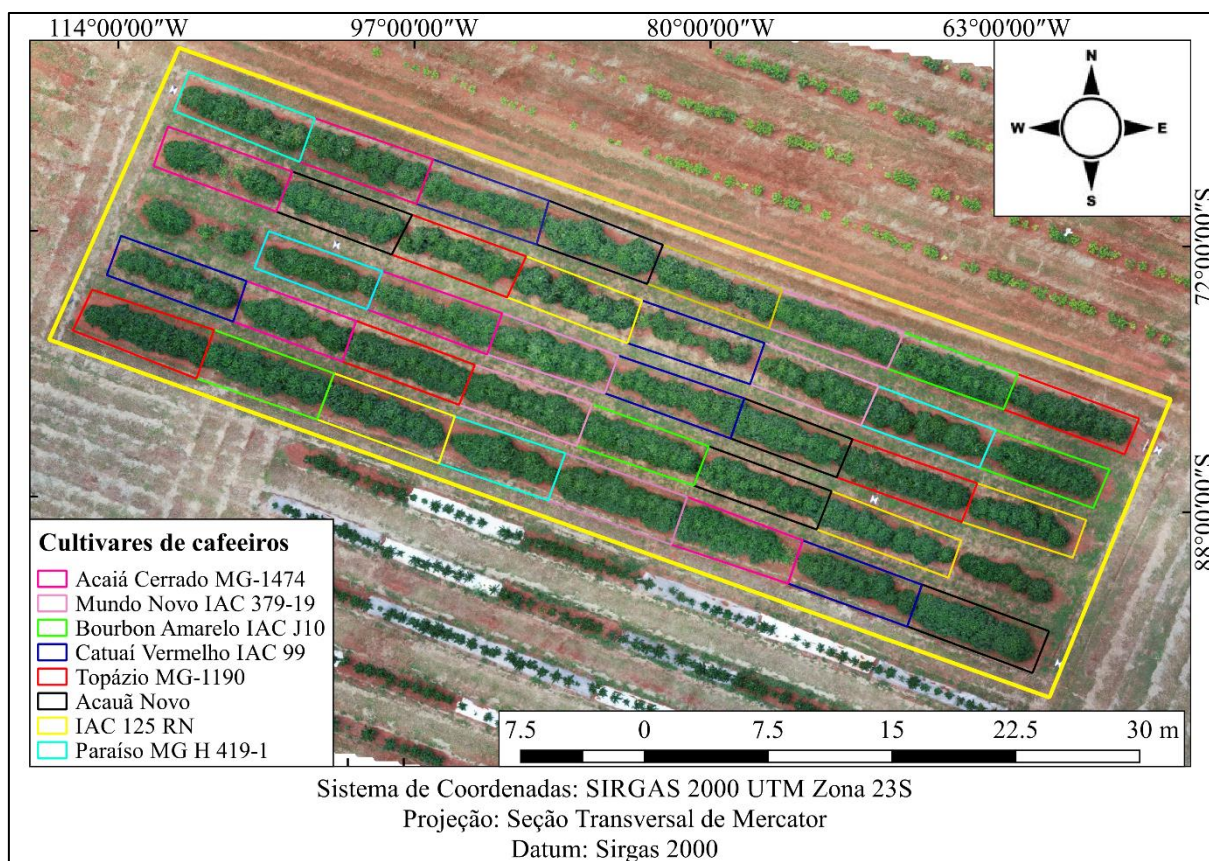 114°00′00″W 97°00′00″W 80°00′00″W 63°00′00″W
N
W E
S
72°00′00″S
88°00′00″S
Cultivares de cafeeiros
Acaiá Cerrado MG-1474
Mundo Novo IAC 379-19
Bourbon Amarelo IAC J10
Catuaí Vermelho IAC 99
Topázio MG-1190
Acauã Novo
IAC 125 RN
Paraíso MG H 419-1
7.5 0 7.5 15 22.5 30 m
Sistema de Coordenadas: SIRGAS 2000 UTM Zona 23S
Projeção: Seção Transversal de Mercator
Datum: Sirgas 2000